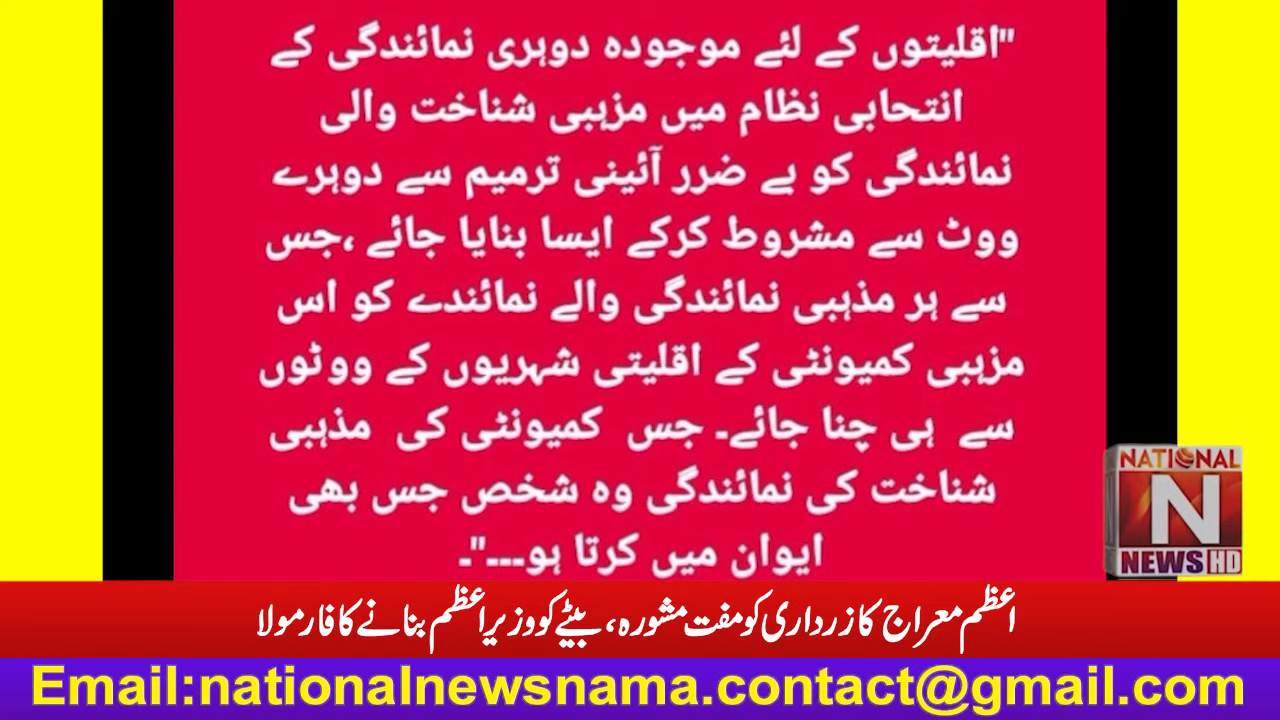 "اقلیتوں کے لئے موجودہ دوہری نمائندگی کے
انتحابی نظام میں مزہبی شناخت والی
نمائندگی کو بے ضرر آئینی ترمیم سے دوہرے
ووٹ سے مشروط کرکے ایسا بنایا جائے ،جس
سے ہر مذہبی نمائندگی والے نمائندے کو اس
مزہبی کمیونٹی کے اقلیتی شہریوں کے ووٹوں
سے ہی چنا جائے۔ جس کمیونٹی کی مذہبی
شناخت کی نمائندگی وہ شخص جس بھی
ایوان میں کرتا ہو۔۔۔"۔
NATIONAL
N
NEWS HD
اعظم معراج کا زرداری کو مفت مشورہ، بیٹے کو وزیراعظم بنانے کا فارمولا
Email:nationalnewsnama.contact@gmail.com